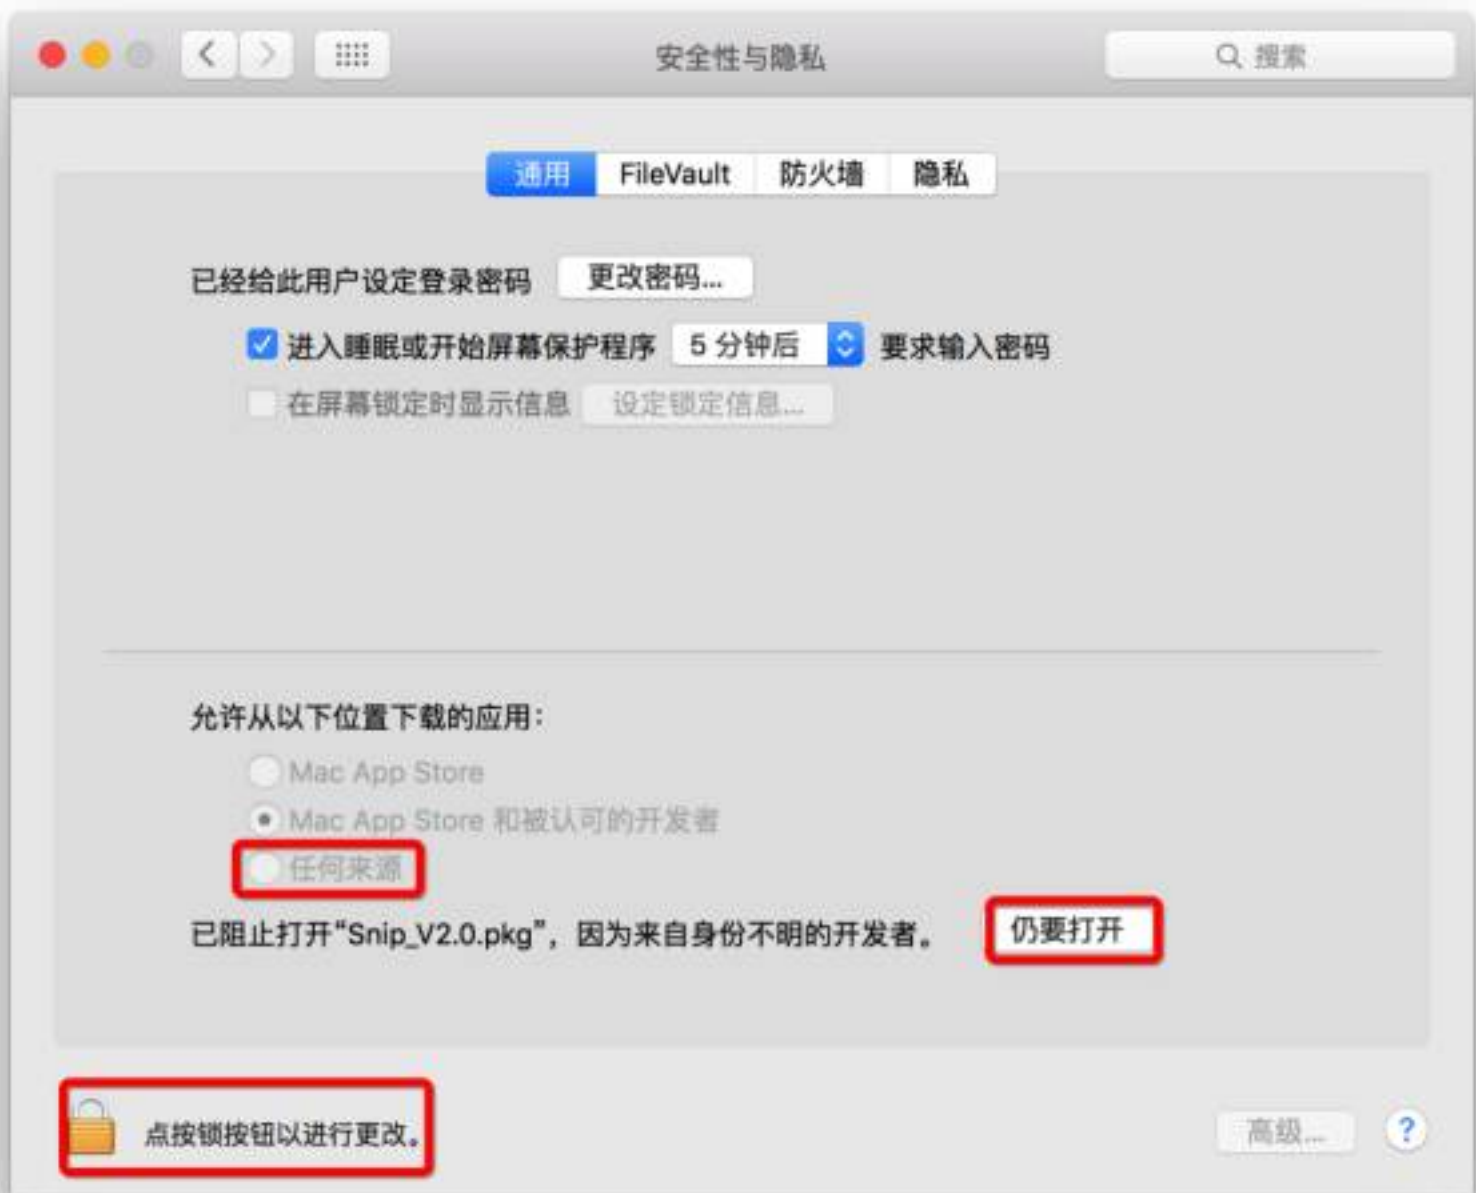 安全性与隐私
搜索
通用 FileVault 防火墙 隐私
已经给此用户设定登录密码 更改密码...
进入睡眠或开始屏幕保护程序 5 分钟后 要求输入密码
在屏幕锁定时显示信息 设定锁定信息...
允许从以下位置下载的应用：
Mac App Store
Mac App Store 和被认可的开发者
任何来源
已阻止打开“Snip_V2.0.pkg”，因为来自身份不明的开发者。 仍要打开
点按锁按钮以进行更改。
高级... ?